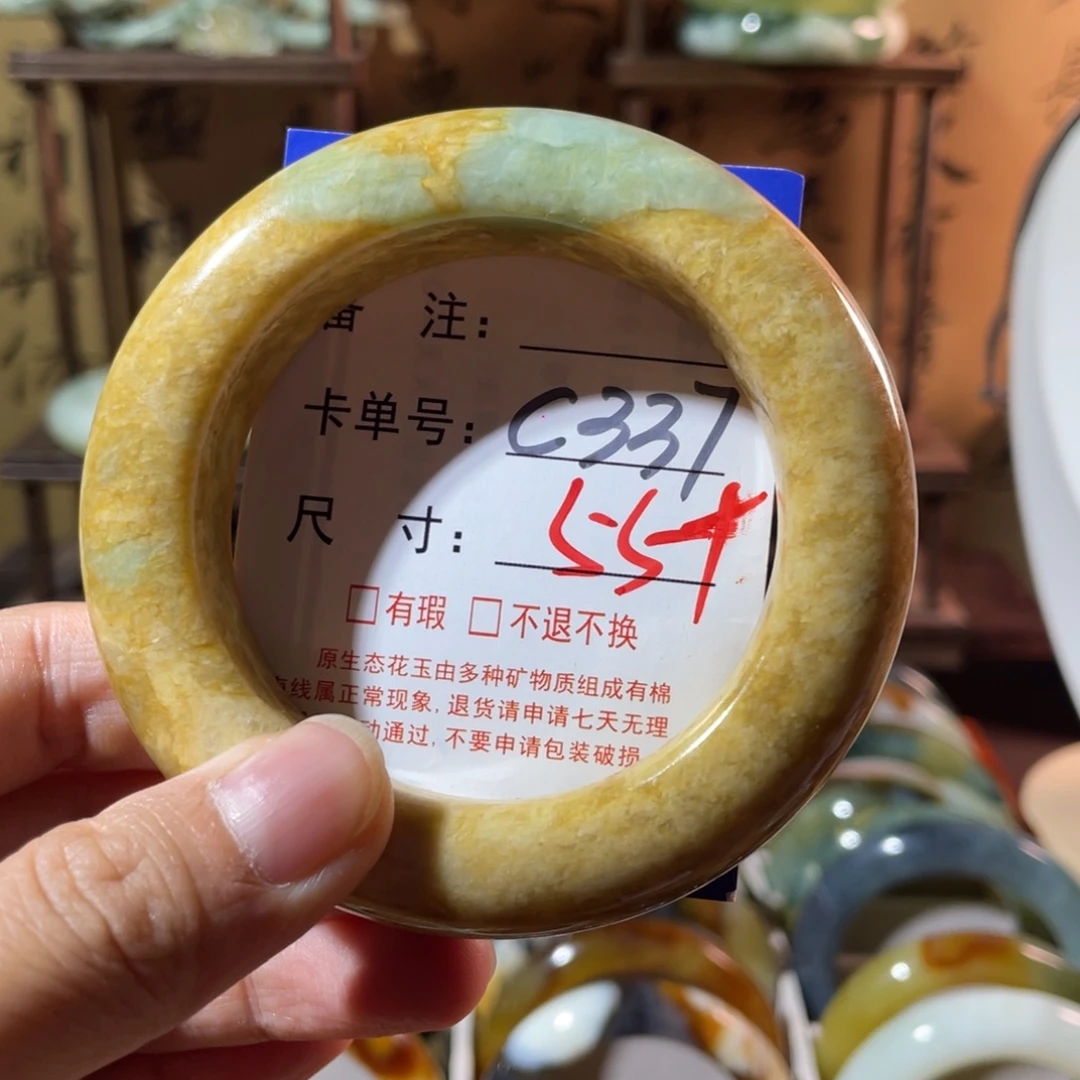 备 注:
卡单号: C337
尺 寸: 55+
□有瑕 □不退不换
原生态花玉由多种矿物质组成有棉
线属正常现象, 退货请申请七天无理
动通过, 不要申请包装破损